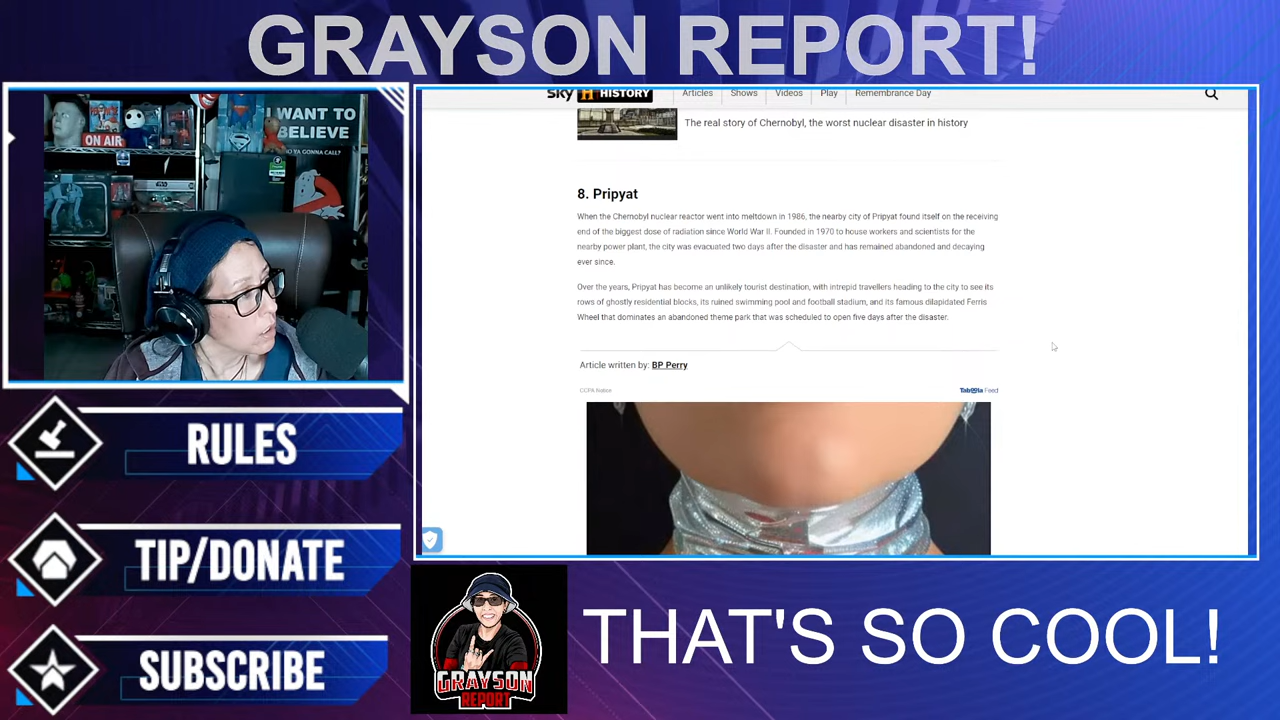 GRAYSON REPORT!
ON AIR
I WANT TO
BELIEVE
YA GONNA CALL?
sky HISTORY
Articles
Shows
Videos
Play
Remembrance Day
The real story of Chernobyl, the worst nuclear disaster in history
8. Pripyat
When the Chernobyl nuclear reactor went into meltdown in 1986, the nearby city of Pripyat found itself on the receiving
end of the biggest dose of radiation since World War II. Founded in 1970 to house workers and scientists for the
nearby power plant, the city was evacuated two days after the disaster and has remained abandoned and decaying
ever since.
Over the years, Pripyat has become an unlikely tourist destination, with intrepid travellers heading to the city to see its
rows of ghostly residential blocks, its ruined swimming pool and football stadium, and its famous dilapidated Ferris
Wheel that dominates an abandoned theme park that was scheduled to open five days after the disaster.
Article written by: BP Perry
CCPA Notice
Taboola Feed
RULES
TIP/DONATE
SUBSCRIBE
GRAYSON
REPORT
THAT'S SO COOL!